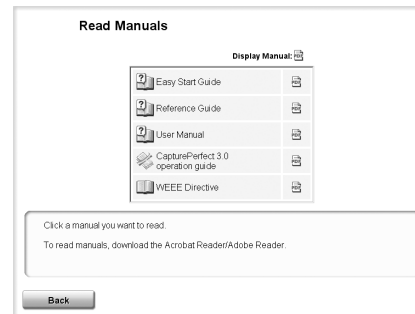 Read Manuals
Display Manual:
Easy Start Guide
Reference Guide
User Manual
CapturePerfect 3.0
operation guide
WEEE Directive
Click a manual you want to read.
To read manuals, download the Acrobat Reader/Adobe Reader.
Back